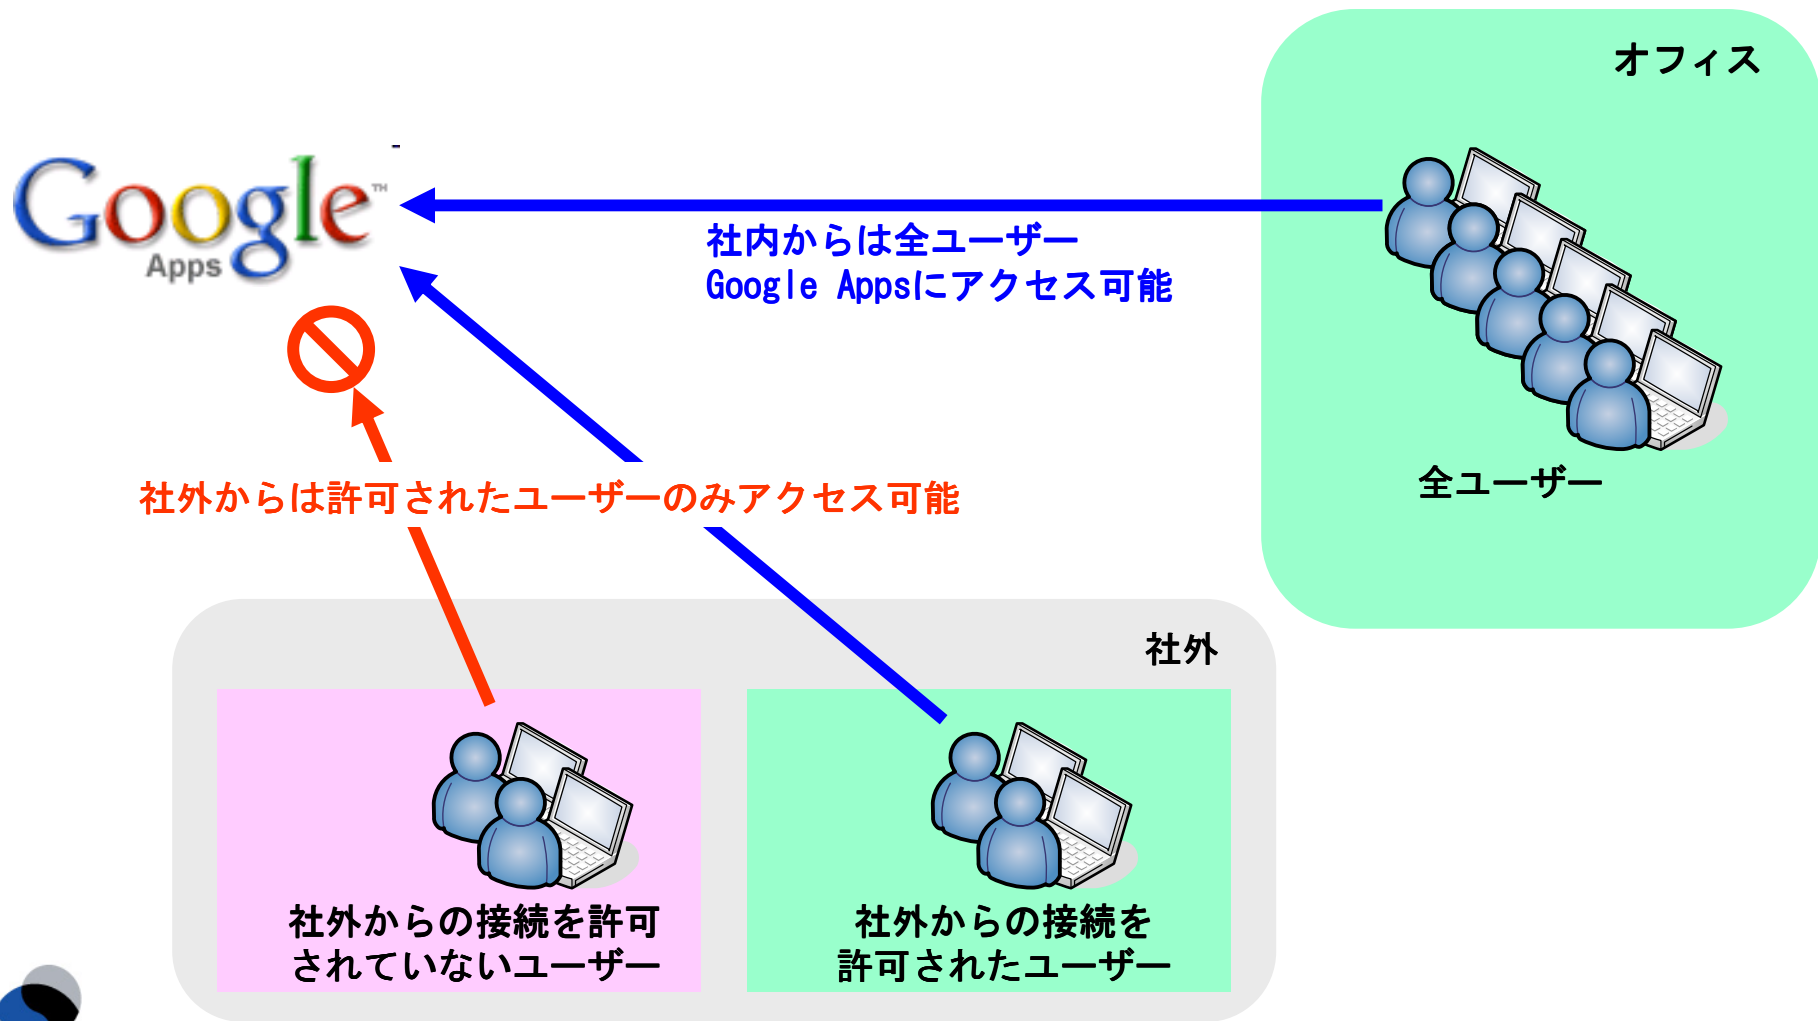 オフィス
Google™
Apps
社内からは全ユーザー
Google Appsにアクセス可能
全ユーザー
社外からは許可されたユーザーのみアクセス可能
社外
社外からの接続を許可
されていないユーザー
社外からの接続を
許可されたユーザー